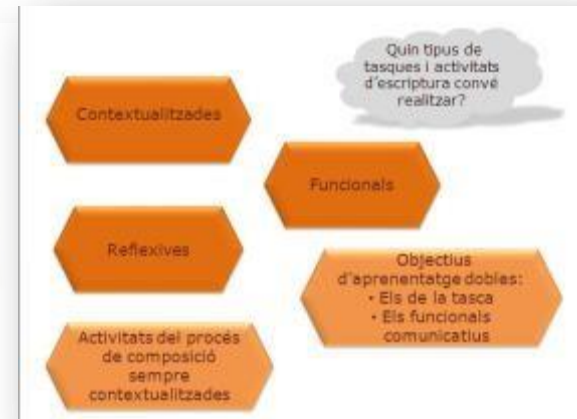 Quin tipus de
tasques i activitats
d´escriptura convé
realitzar?
Contextualitzades
Funcionals
Reflexives
Objectius
d'aprenentatge dobles:
• Els de la tasca
• Els funcionals
comunicatius
Activitats del procés
de composició
sempre
contextualitzades